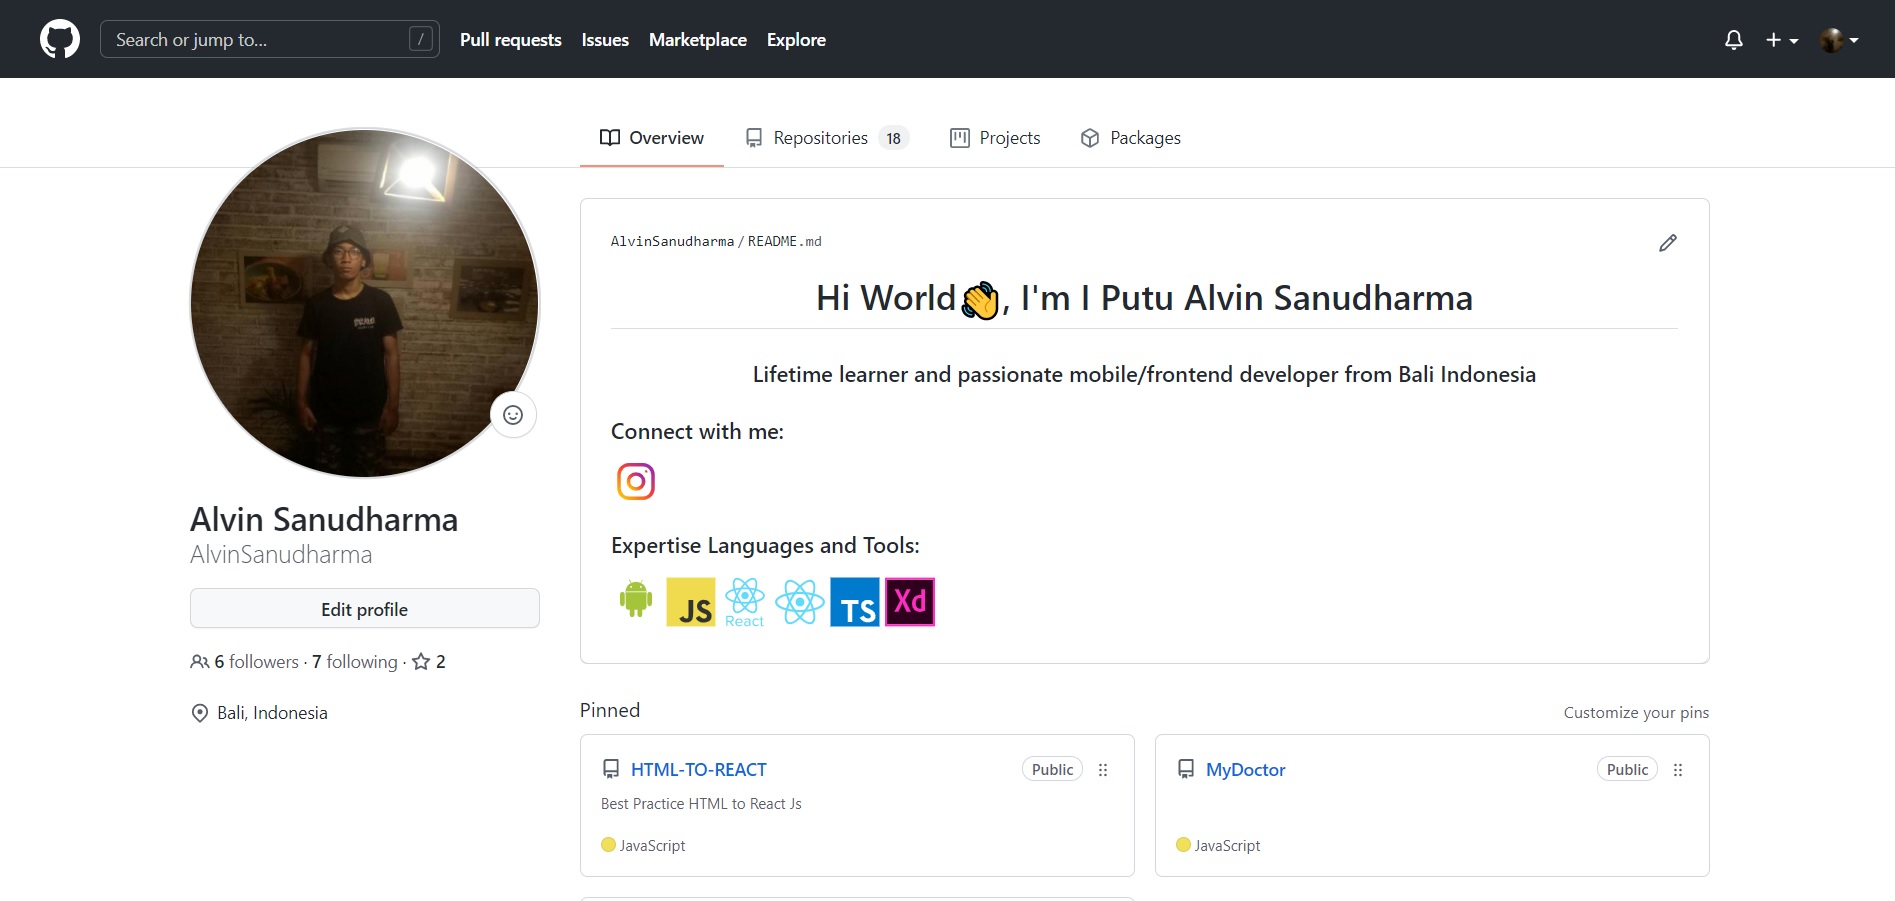 Search or jump to... /
Pull requests Issues Marketplace Explore
Overview Repositories 18 Projects Packages
AlvinSanudharma/README.md
Hi World👋, I'm I Putu Alvin Sanudharma
Lifetime learner and passionate mobile/frontend developer from Bali Indonesia
Connect with me:
Expertise Languages and Tools:
JS React TS Xd
Alvin Sanudharma
AlvinSanudharma
Edit profile
6 followers · 7 following · 2
Bali, Indonesia
Pinned
Customize your pins
HTML-TO-REACT Public
Best Practice HTML to React Js
JavaScript
MyDoctor Public
JavaScript